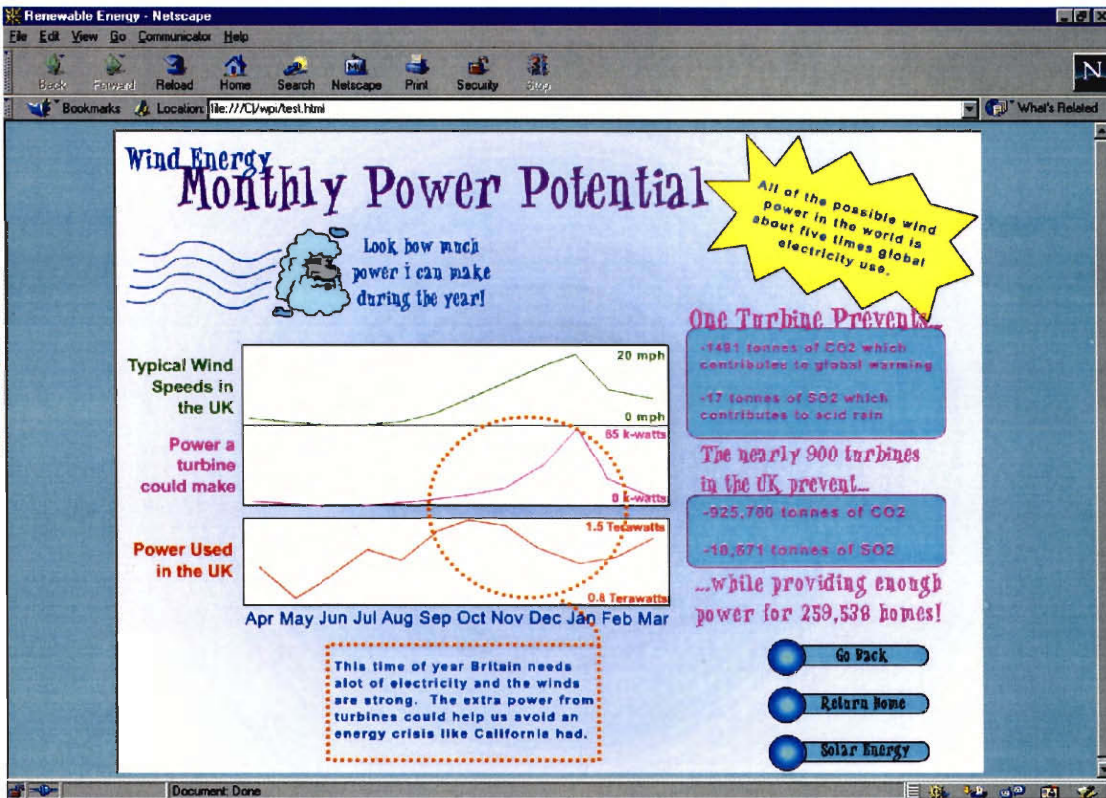 Renewable Energy - Netscape
File Edit View Go Communicator Help
Back Forward Reload Home Search Netscape Print Security Stop
Bookmarks Location: file:///C|/wpi/test.html What's Related
Wind Energy
Monthly Power Potential
Look how much
power i can make
during the year!
All of the possible wind
power in the world is
about five times global
electricity use.
One Turbine Prevents...
-1481 tonnes of CO2 which
contributes to global warming
-17 tonnes of SO2 which
contributes to acid rain
The nearly 900 turbines
in the UK prevent...
-925,700 tonnes of CO2
tonnes of SO2
...while providing enough
power for 259,538 homes!
Typical Wind
Speeds in
the UK
20 mph
0 mph
Power a
turbine
could make
65 k-watts
0 k-watts
Power Used
in the UK
1.5 Terawatts
0.8 Terawatts
Apr May Jun Jul Aug Sep Oct Nov Dec Jan Feb Mar
This time of year Britain needs
alot of electricity and the winds
are strong. The extra power from
turbines could help us avoid an
energy crisis like California had.
Go Back
Return Home
Solar Energy
Document: Done